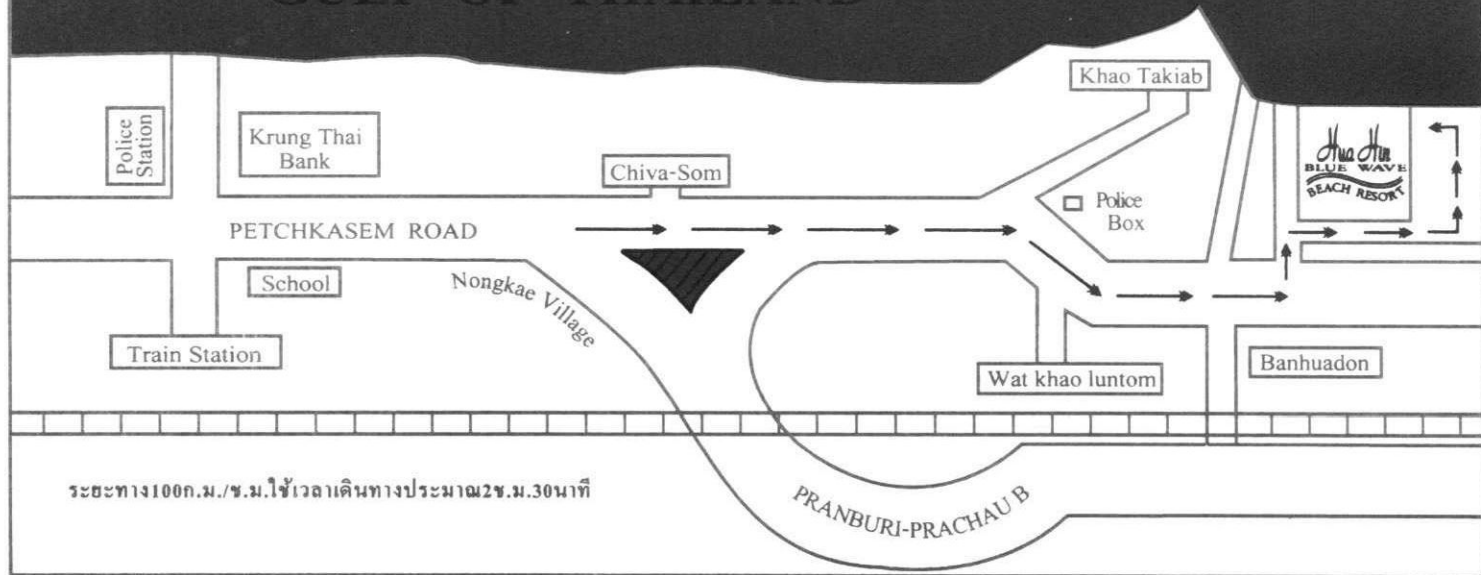 GULF OF THAILAND
Khao Takiab
Police
Station
Krung Thai
Bank
Chiva-Som
Hua Hin
BLUE WAVE
BEACH RESORT
Police
Box
PETCHKASEM ROAD
School
Nongkae Village
Train Station
Wat khao luntom
Banhuadon
ระยะทาง100ก.ม./ช.ม.ใช้เวลาเดินทางประมาณ2ช.ม.30นาที
PRANBURI-PRACHAU B